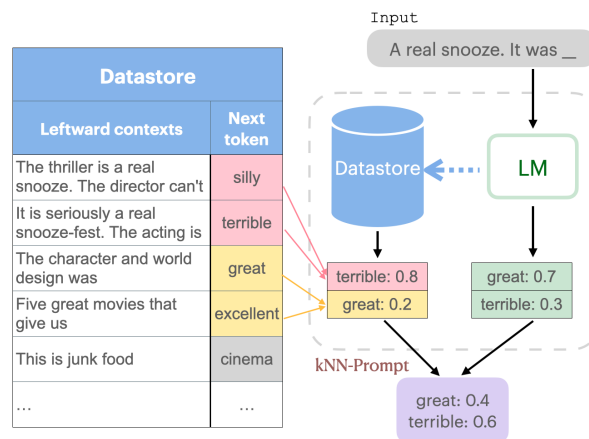 Input
A real snooze. It was __
Datastore
Leftward contexts
Next
token
The thriller is a real
snooze. The director can't
silly
It is seriously a real
snooze-fest. The acting is
terrible
The character and world
design was
great
Five great movies that
give us
excellent
This is junk food
cinema
...
...
Datastore
LM
terrible: 0.8
great: 0.2
great: 0.7
terrible: 0.3
kNN-Prompt
great: 0.4
terrible: 0.6